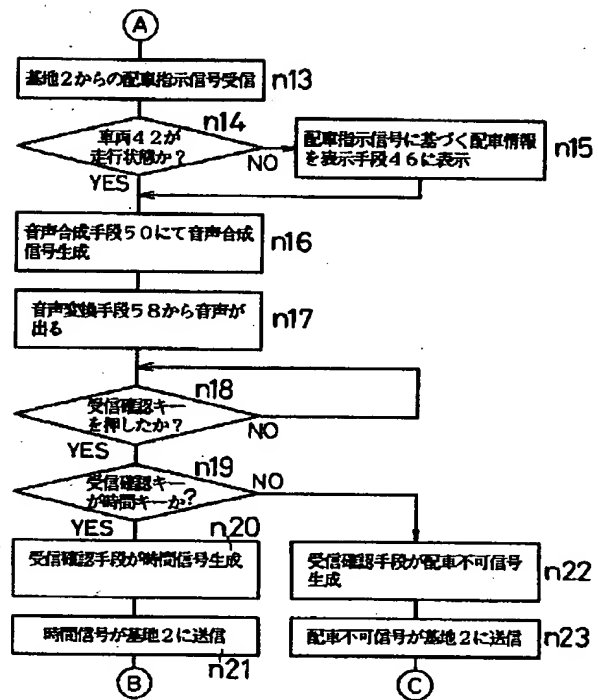 A
基地2からの配車指示信号受信
n13
n14
車両42が
走行状態か?
NO
YES
配車指示信号に基づく配車情報
を表示手段46に表示
n15
音声合成手段50にて音声合成
信号生成
n16
音声変換手段58から音声が
出る
n17
n18
受信確認キー
を押したか?
NO
YES
n19
受信確認キー
が時間キーか?
NO
YES
n20
受信確認手段が時間信号生成
受信確認手段が配車不可信号
生成
n22
時間信号が基地2に送信
n21
配車不可信号が基地2に送信
n23
B
C